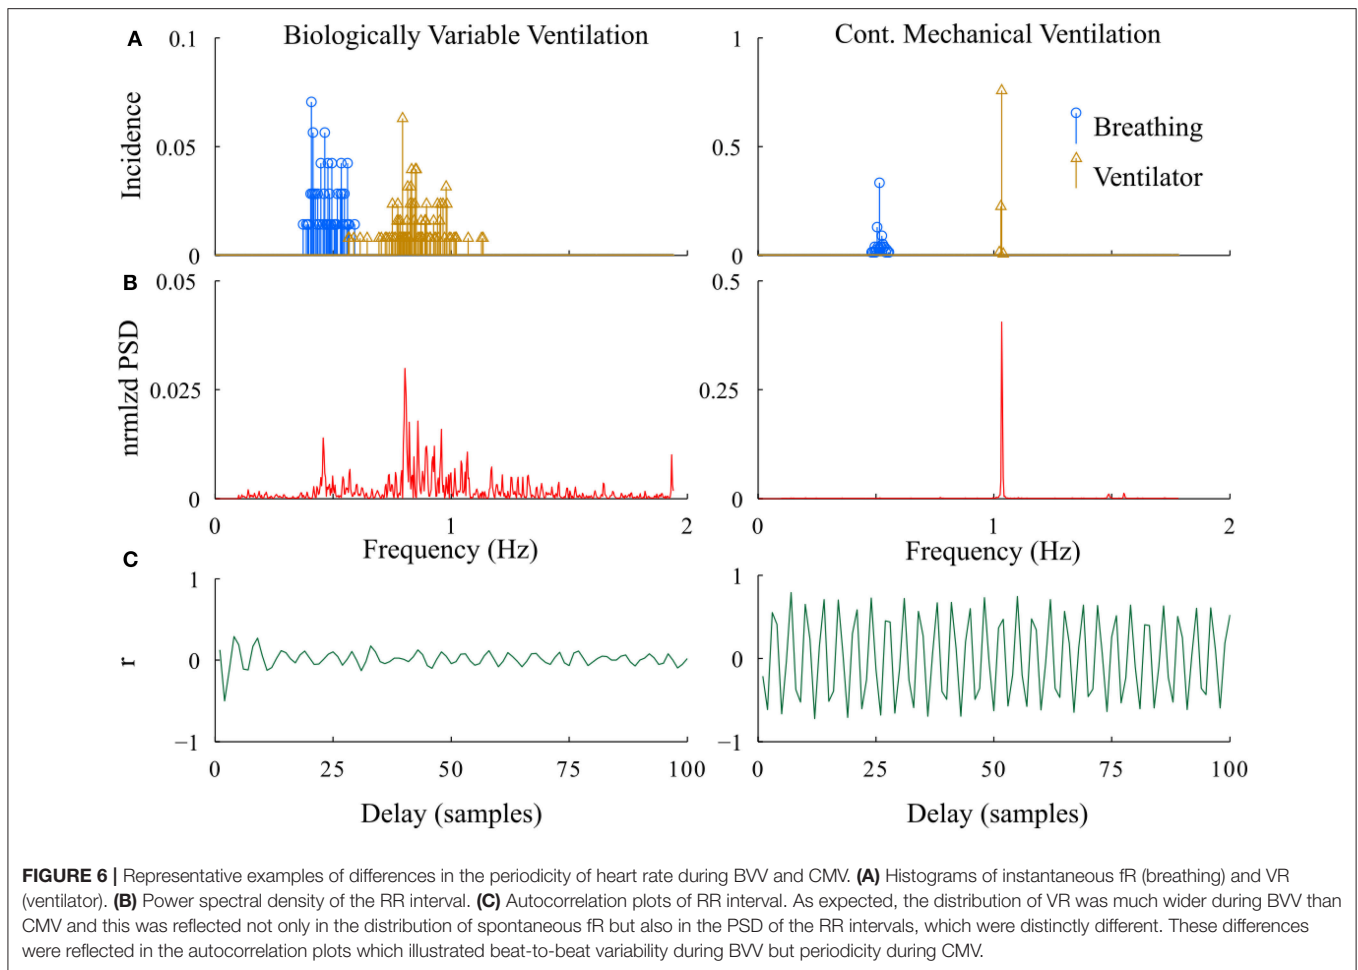 A
Biologically Variable Ventilation
Cont. Mechanical Ventilation
Incidence
0.1
0.05
0
1
0.5
0
Breathing
Ventilator
B
nrmlzd PSD
0.05
0.025
0
0.5
0.25
0
0 1 2
0 1 2
Frequency (Hz)
Frequency (Hz)
C
r
1
0
−1
1
0
−1
0 25 50 75 100
0 25 50 75 100
Delay (samples)
Delay (samples)
FIGURE 6 | Representative examples of differences in the periodicity of heart rate during BVV and CMV. (A) Histograms of instantaneous fR (breathing) and VR
(ventilator). (B) Power spectral density of the RR interval. (C) Autocorrelation plots of RR interval. As expected, the distribution of VR was much wider during BVV than
CMV and this was reflected not only in the distribution of spontaneous fR but also in the PSD of the RR intervals, which were distinctly different. These differences
were reflected in the autocorrelation plots which illustrated beat-to-beat variability during BVV but periodicity during CMV.